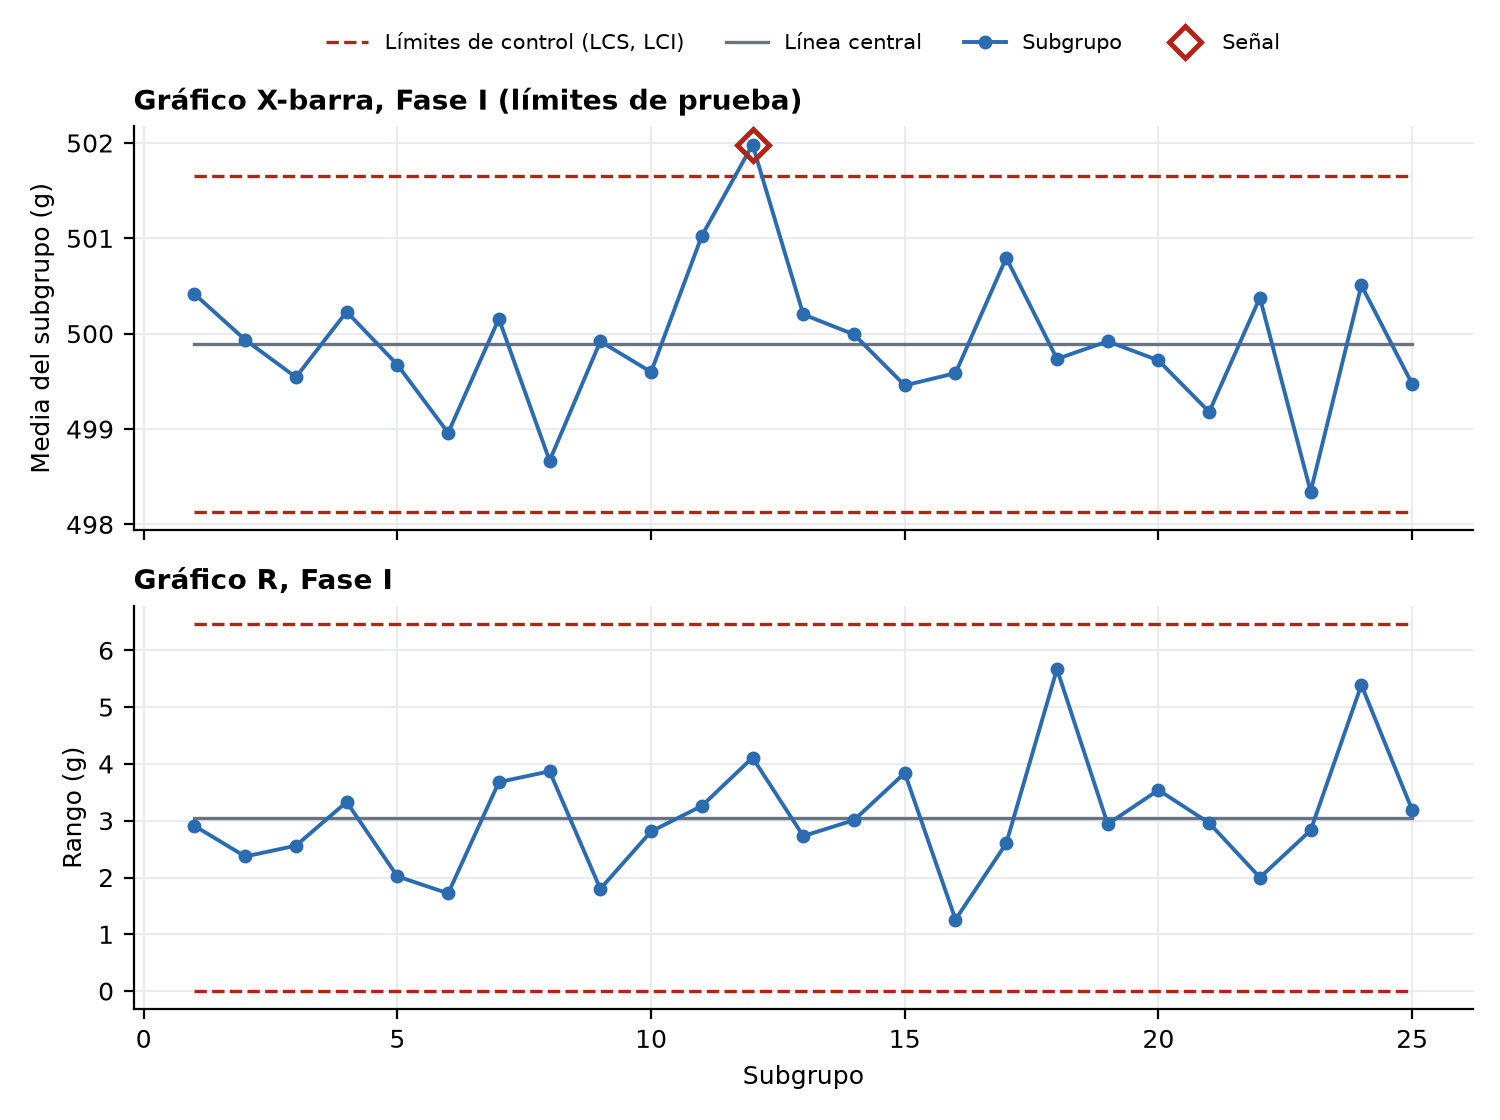 Límites de control (LCS, LCI) Línea central Subgrupo Señal
Gráfico X-barra, Fase I (límites de prueba)
502
501
500
499
498
Media del subgrupo (g)
Gráfico R, Fase I
6
5
4
3
2
1
0
Rango (g)
0 5 10 15 20 25
Subgrupo